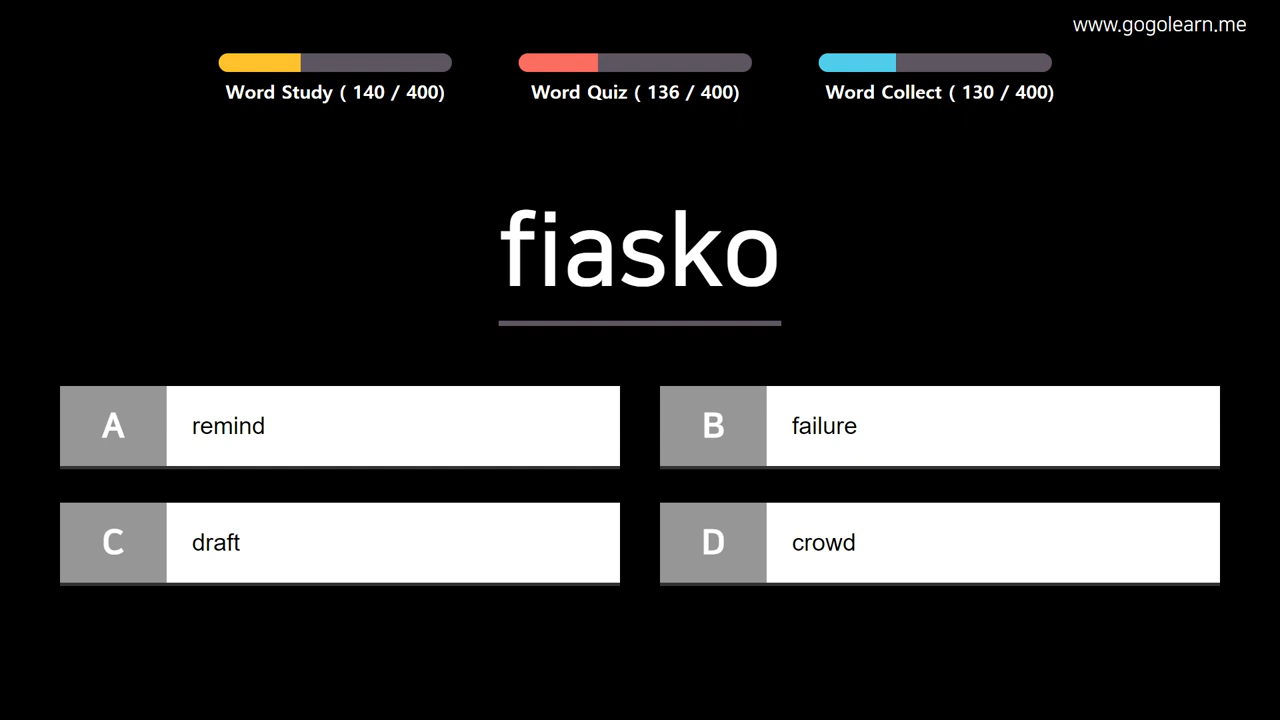 www.gogolearn.me
Word Study ( 140 / 400)
Word Quiz ( 136 / 400)
Word Collect ( 130 / 400)
fiasko
A remind
B failure
C draft
D crowd